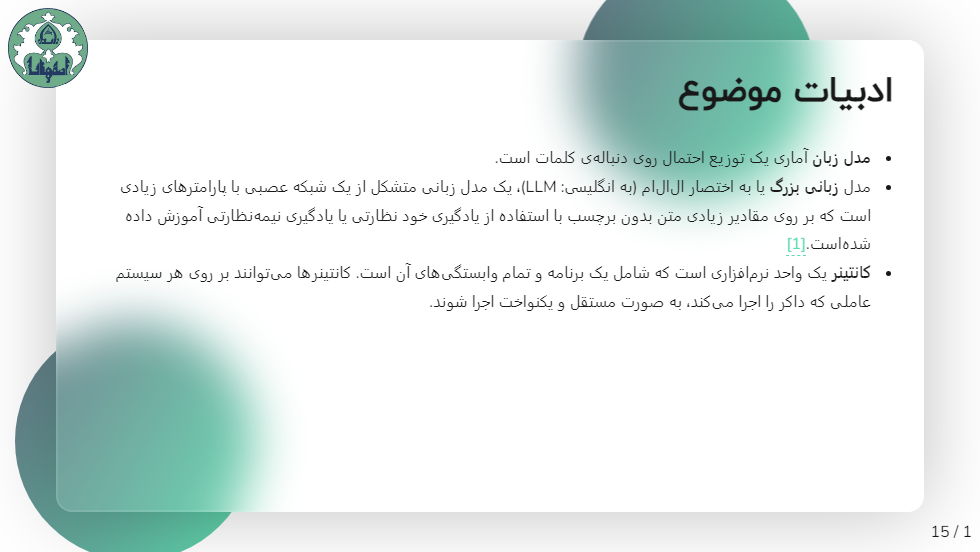 ادبیات موضوع
مدل زبان آماری یک توزیع احتمال روی دنباله‌ی کلمات است.
مدل زبانی بزرگ یا به اختصار ال‌ال‌ام (به انگلیسی: LLM)، یک مدل زبانی متشکل از یک شبکه عصبی با پارامترهای زیادی
است که بر روی مقادیر زیادی متن بدون برچسب با استفاده از یادگیری خود نظارتی یا یادگیری نیمه‌نظارتی آموزش داده
شده‌است.[1]
کانتینر یک واحد نرم‌افزاری است که شامل یک برنامه و تمام وابستگی‌های آن است. کانتینرها می‌توانند بر روی هر سیستم
عاملی که داکر را اجرا می‌کند، به صورت مستقل و یکنواخت اجرا شوند.
15 / 1